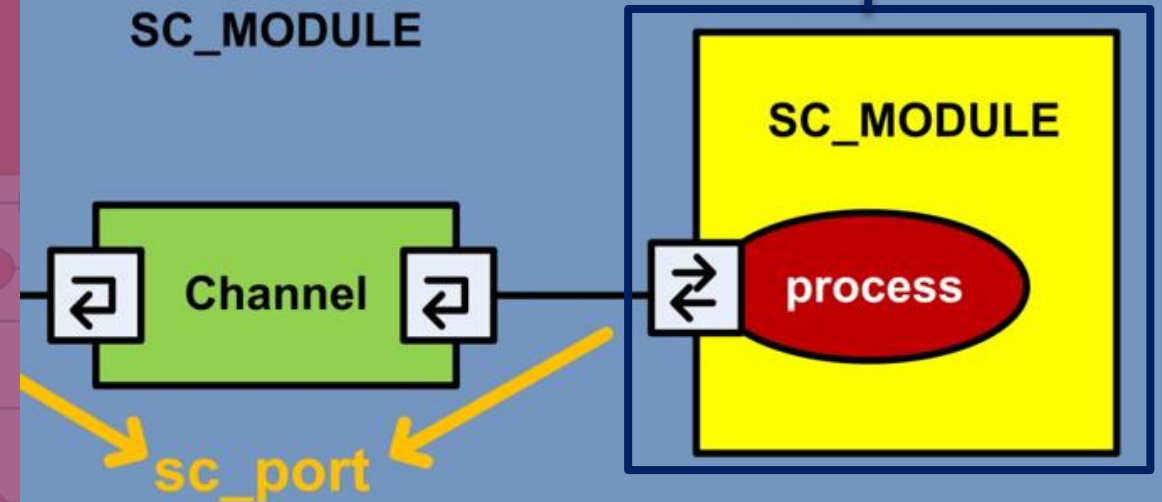 SC_MODULE
SC_MODULE
Channel
process
sc_port